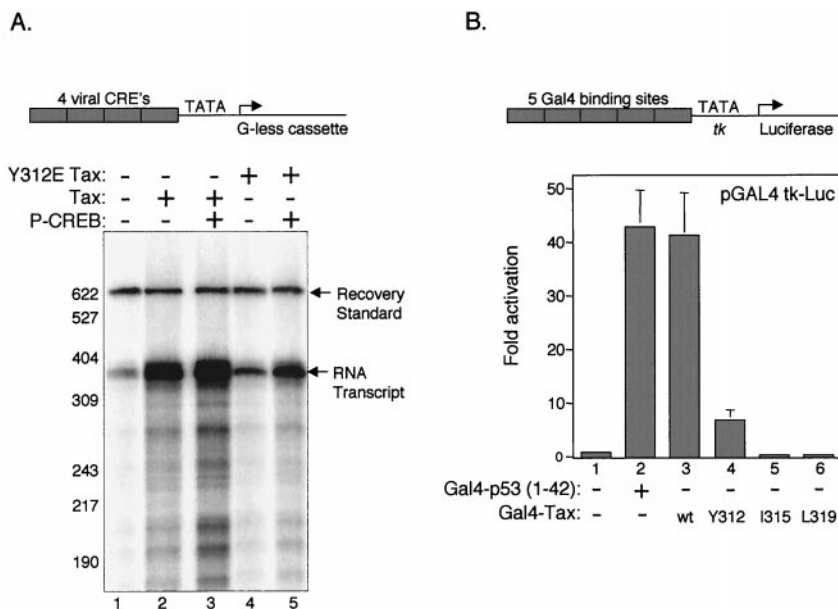 A.
4 viral CRE's
TATA
G-less cassette
Y312E Tax: - - - + +
Tax: - + + - -
P-CREB: - - + - +
622
527
404
309
243
217
190
Recovery
Standard
RNA
Transcript
1 2 3 4 5
B.
5 Gal4 binding sites
TATA
tk
Luciferase
pGAL4 tk-Luc
Fold activation
50
40
30
20
10
0
1 2 3 4 5 6
Gal4-p53 (1-42): - + - - - -
Gal4-Tax: - - wt Y312 I315 L319